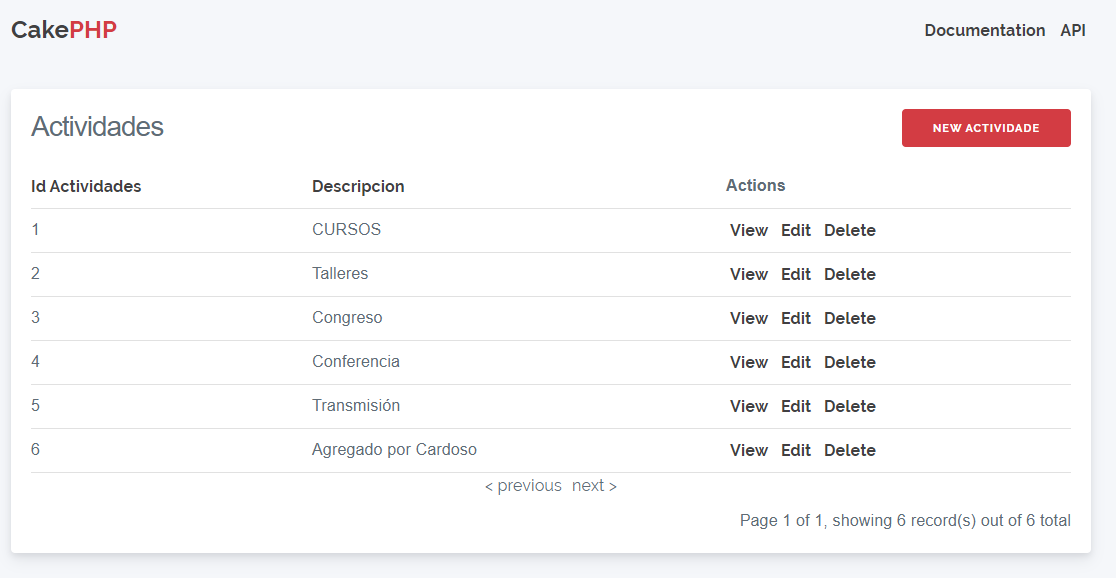 CakePHP Documentation API
Actividades NEW ACTIVIDADE
Id Actividades Descripcion Actions
1 CURSOS View Edit Delete
2 Talleres View Edit Delete
3 Congreso View Edit Delete
4 Conferencia View Edit Delete
5 Transmisión View Edit Delete
6 Agregado por Cardoso View Edit Delete
< previous next >
Page 1 of 1, showing 6 record(s) out of 6 total